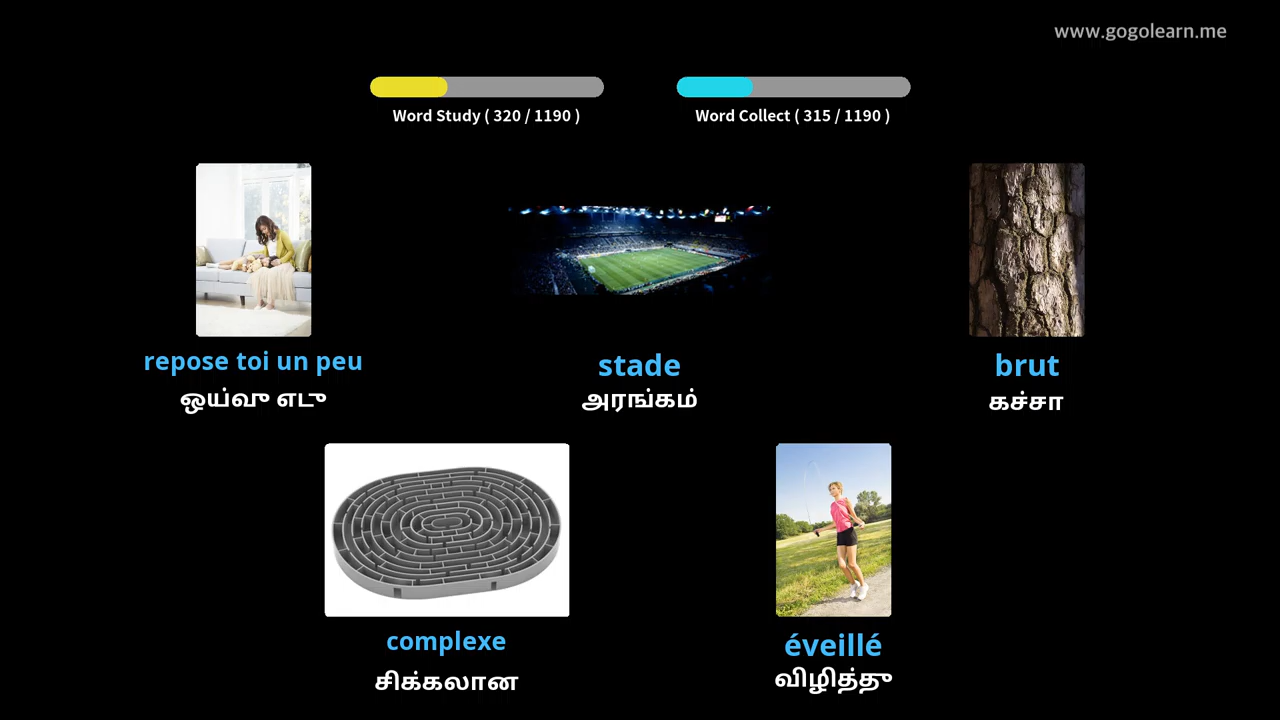 www.gogolearn.me
Word Study ( 320 / 1190 )
Word Collect ( 315 / 1190 )
repose toi un peu
ஓய்வு எடு
stade
அரங்கம்
brut
கச்சா
complexe
சிக்கலான
éveillé
விழித்து